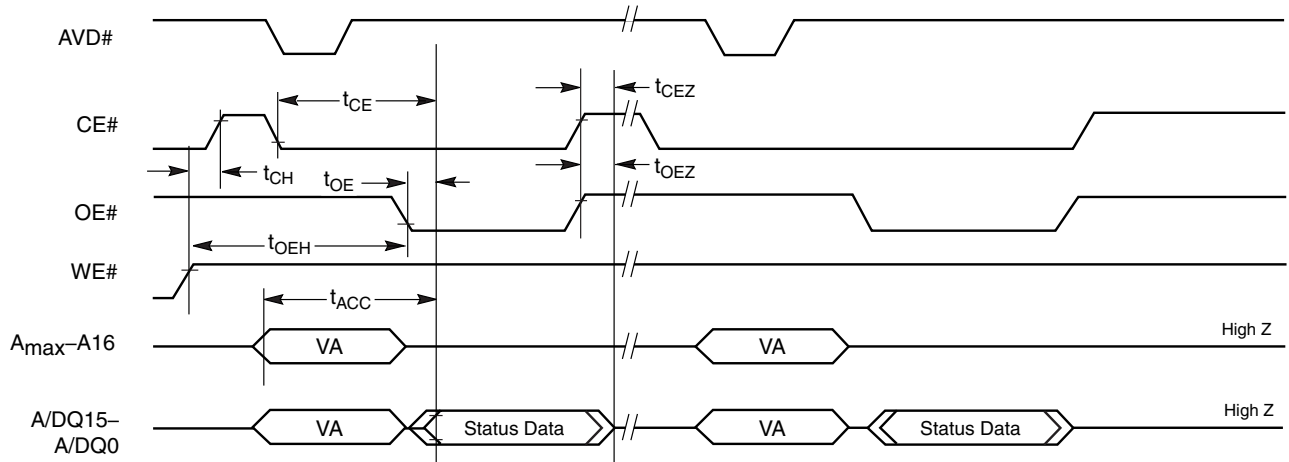 AVD#
tCEZ
tCE
CE#
tCH
tOE
tOEZ
OE#
tOEH
WE#
tACC
Amax–A16
VA
VA
High Z
A/DQ15–
A/DQ0
VA
Status Data
VA
Status Data
High Z